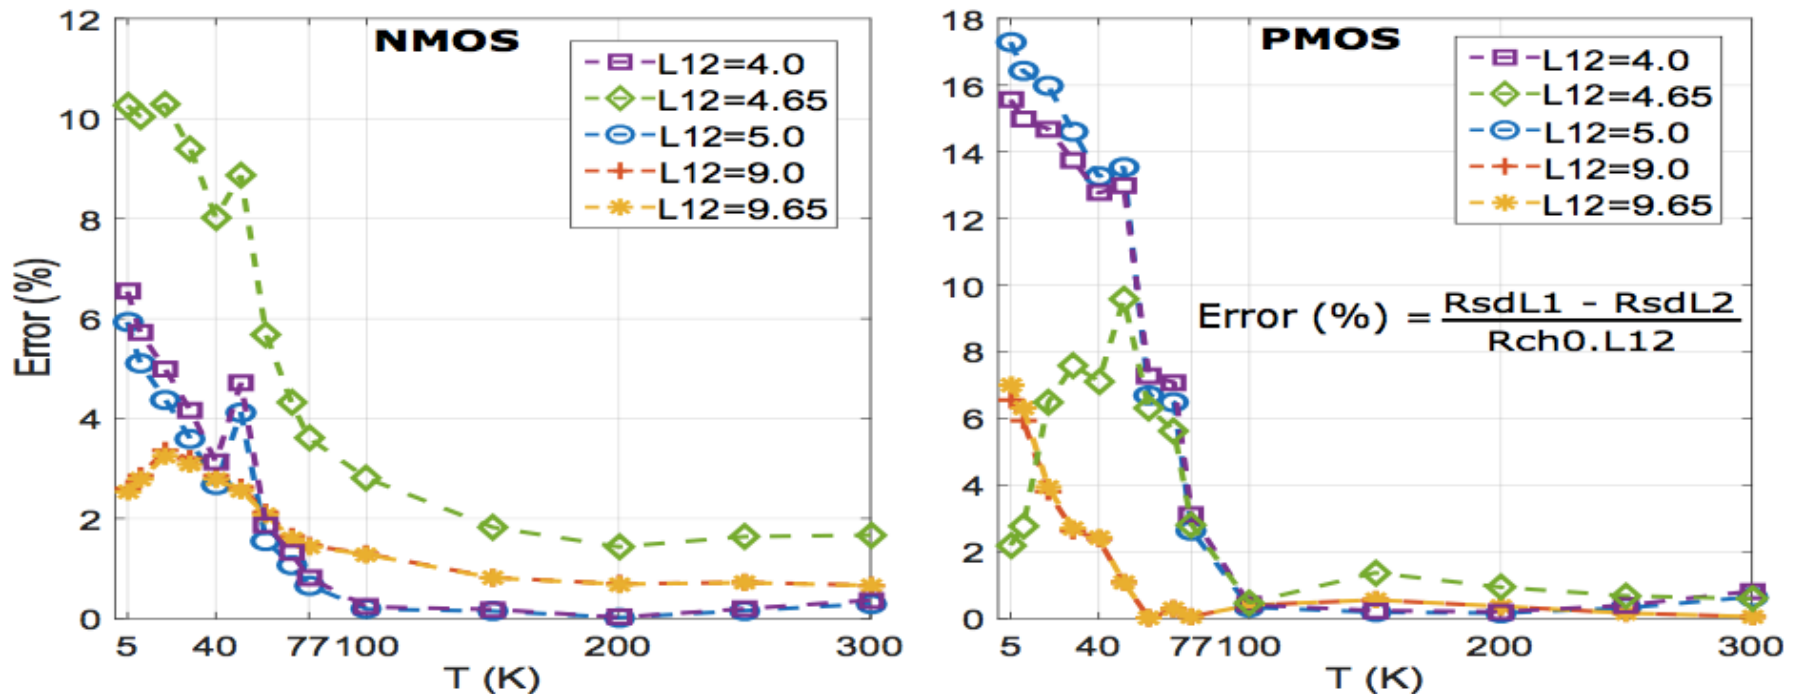 NMOS
L12=4.0
L12=4.65
L12=5.0
L12=9.0
L12=9.65
Error (%)
12
10
8
6
4
2
0
5 40 77 100 200 300
T (K)
PMOS
L12=4.0
L12=4.65
L12=5.0
L12=9.0
L12=9.65
Error (%) = RsdL1 - RsdL2
Rch0.L12
18
16
14
12
10
8
6
4
2
0
5 40 77 100 200 300
T (K)